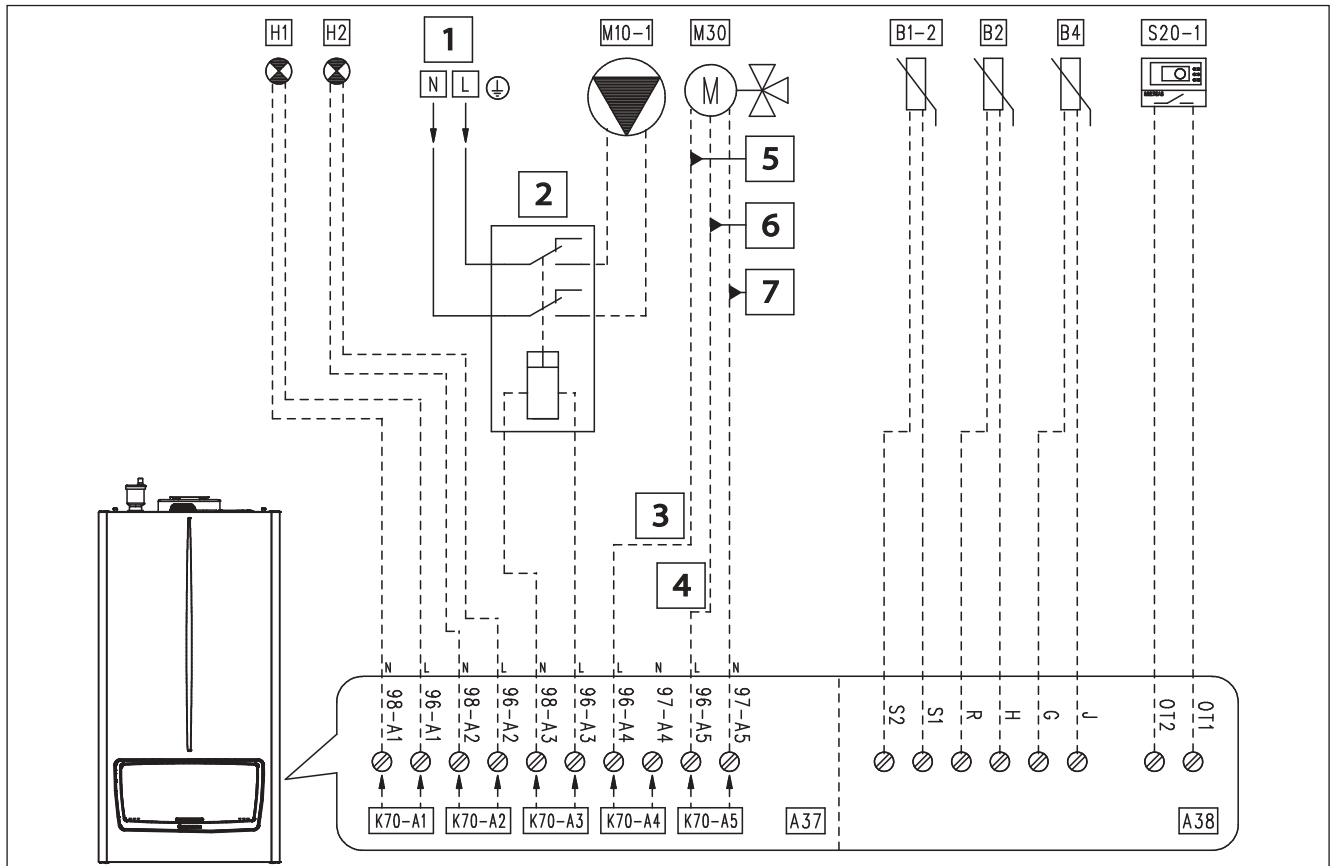 H1
H2
1
M10-1
M30
B1-2
B2
B4
S20-1
N
L
M
5
2
6
7
3
4
N
L
N
L
N
L
L
N
L
N
98-A1
96-A1
98-A2
96-A2
98-A3
96-A3
96-A4
97-A4
96-A5
97-A5
S2
S1
R
H
G
J
OT2
OT1
K70-A1
K70-A2
K70-A3
K70-A4
K70-A5
A37
A38